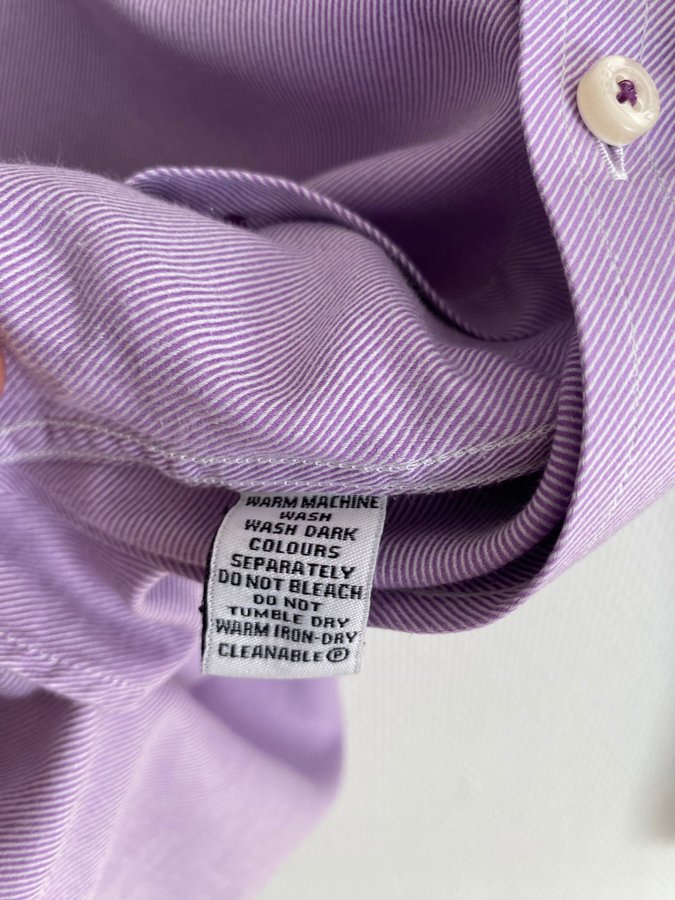 WARM MACHINE
WASH
WASH DARK
COLOURS
SEPARATELY
DO NOT BLEACH
DO NOT
TUMBLE DRY
WARM IRON-DRY
CLEANABLE Ⓟ